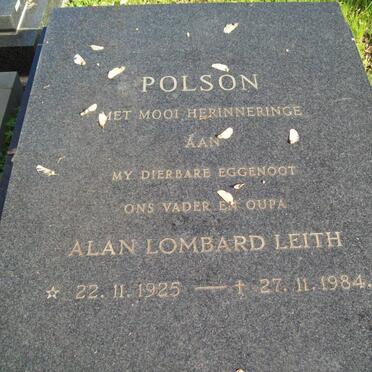 POLSON
MET MOOI HERINNERINGE
AAN
MY DIERBARE EGGENOOT
ONS VADER EN OUPA
ALAN LOMBARD LEITH
☆ 22.11.1925 — † 27.11.1984.